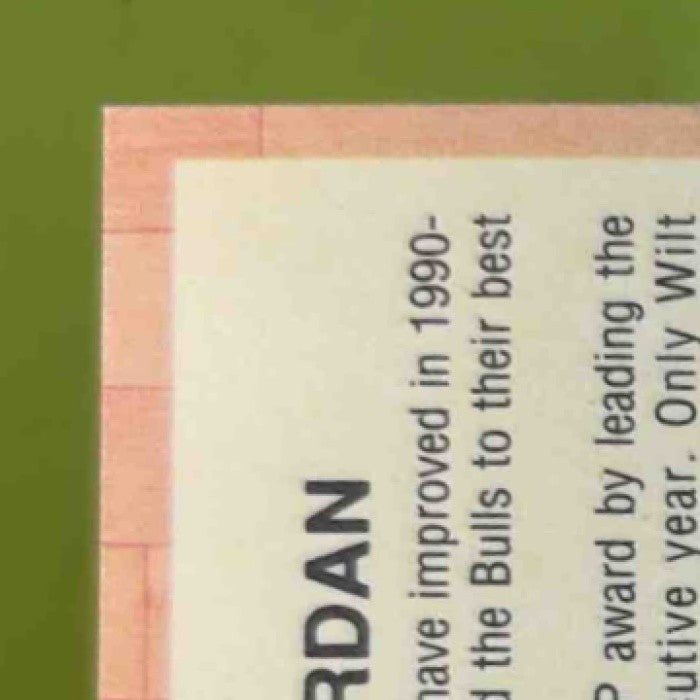 RDAN
have improved in 1990-
d the Bulls to their best
P award by leading the
utive year. Only Wilt